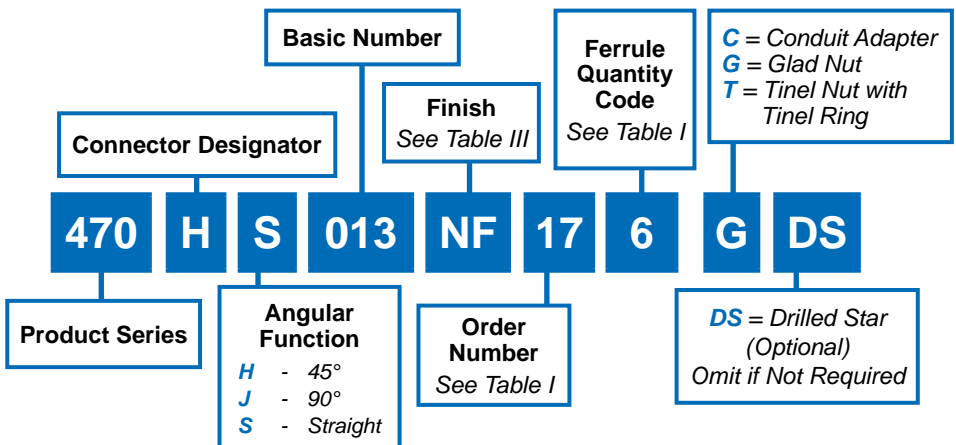 Basic Number
Ferrule
Quantity
Code
See Table I
C = Conduit Adapter
G = Glad Nut
T = Tinel Nut with
Tinel Ring
Finish
See Table III
Connector Designator
470 H S 013 NF 17 6 G DS
Product Series
Angular
Function
H - 45°
J - 90°
S - Straight
Order
Number
See Table I
DS = Drilled Star
(Optional)
Omit if Not Required